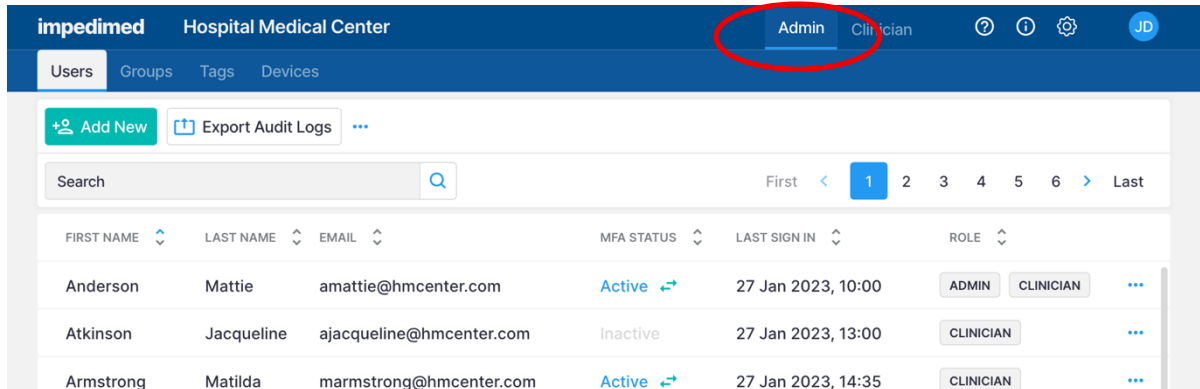 impedimed Hospital Medical Center Admin Clinician JD
Users Groups Tags Devices
Add New Export Audit Logs
Search First 1 2 3 4 5 6 Last
FIRST NAME LAST NAME EMAIL MFA STATUS LAST SIGN IN ROLE
Anderson Mattie amattie@hmcenter.com Active 27 Jan 2023, 10:00 ADMIN CLINICIAN
Atkinson Jacqueline ajacqueline@hmcenter.com Inactive 27 Jan 2023, 13:00 CLINICIAN
Armstrong Matilda marmstrong@hmcenter.com Active 27 Jan 2023, 14:35 CLINICIAN